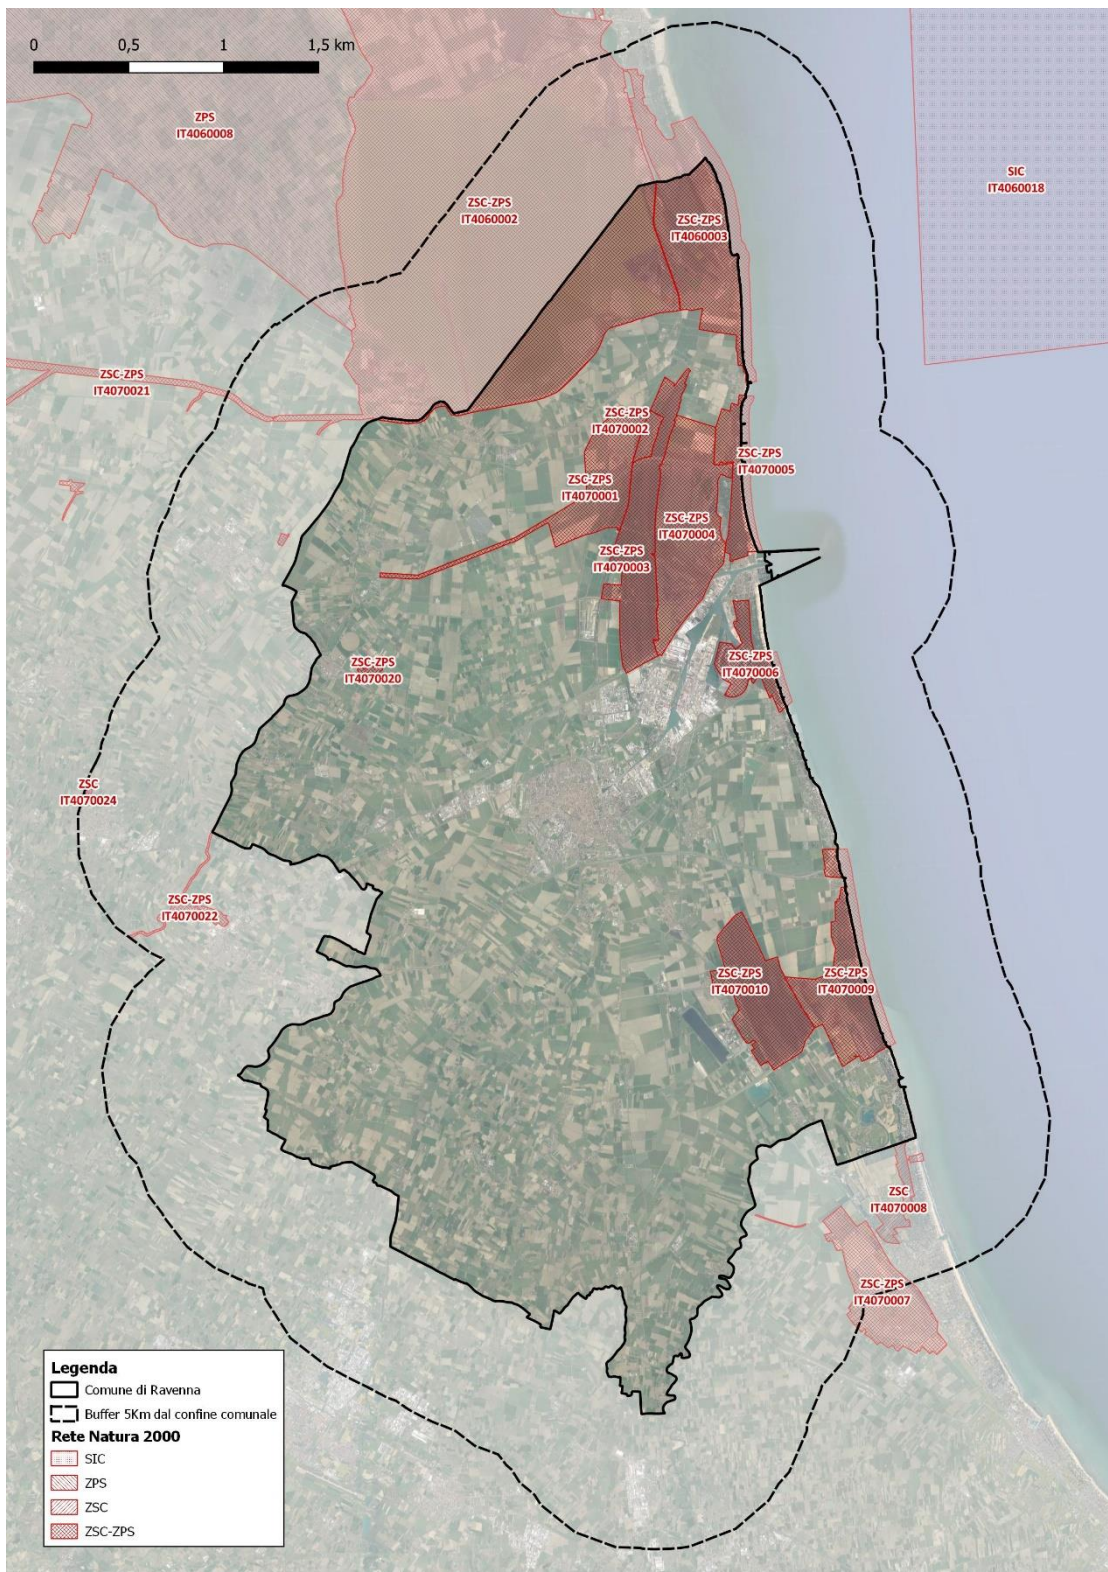 0 0,5 1 1,5 km
ZPS
IT4060008
SIC
IT4060018
ZSC-ZPS
IT4060002
ZSC-ZPS
IT4060003
ZSC-ZPS
IT4070021
ZSC-ZPS
IT4070002
ZSC-ZPS
IT4070005
ZSC-ZPS
IT4070001
ZSC-ZPS
IT4070004
ZSC-ZPS
IT4070003
ZSC-ZPS
IT4070006
ZSC-ZPS
IT4070020
ZSC
IT4070024
ZSC-ZPS
IT4070022
ZSC-ZPS
IT4070010
ZSC-ZPS
IT4070009
ZSC
IT4070008
ZSC-ZPS
IT4070007
Legenda
Comune di Ravenna
Buffer 5Km dal confine comunale
Rete Natura 2000
SIC
ZPS
ZSC
ZSC-ZPS